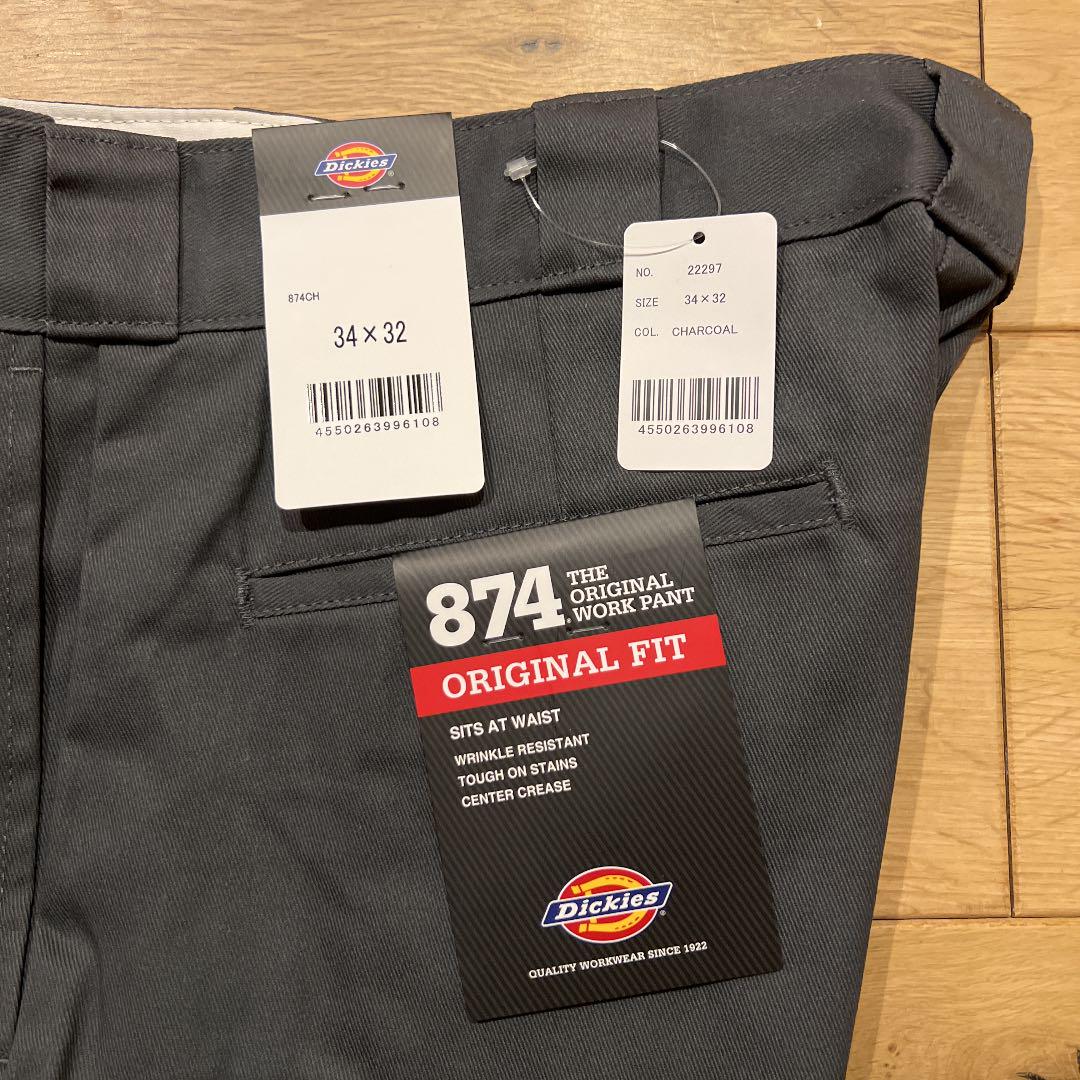 Dickies
874CH
34×32
4550263996108
NO. 22297
SIZE 34×32
COL. CHARCOAL
4550263996108
874 THE
ORIGINAL
WORK PANT
ORIGINAL FIT
SITS AT WAIST
WRINKLE RESISTANT
TOUGH ON STAINS
CENTER CREASE
Dickies®
QUALITY WORKWEAR SINCE 1922